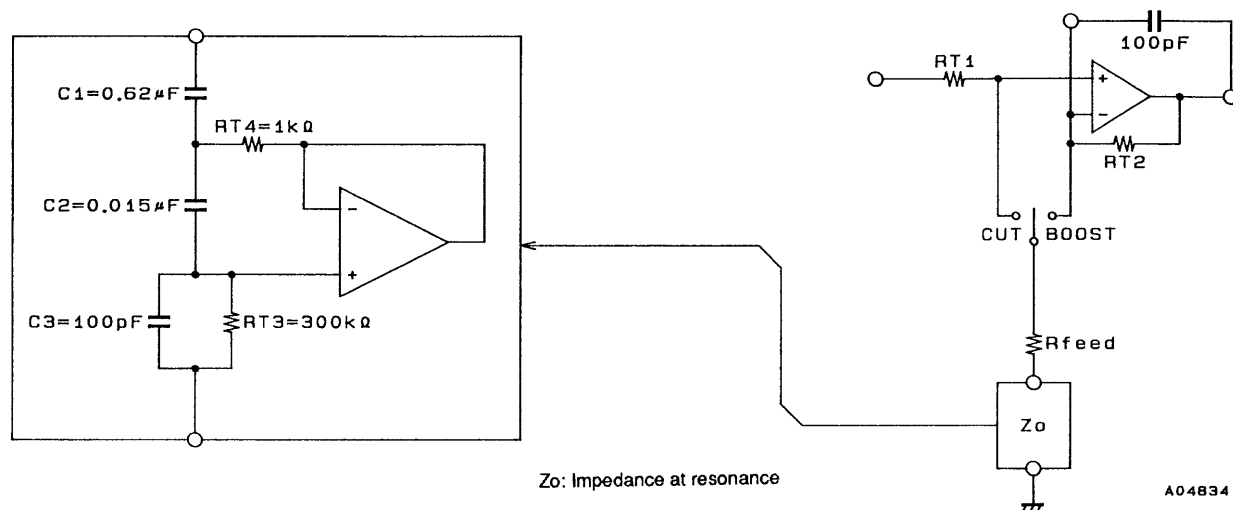 C1=0.62μF
RT4=1kΩ
C2=0.015μF
−
+
C3=100pF
RT3=300kΩ
100pF
RT1
+
−
RT2
CUT BOOST
Rfeed
Zo
Zo: Impedance at resonance
A04834